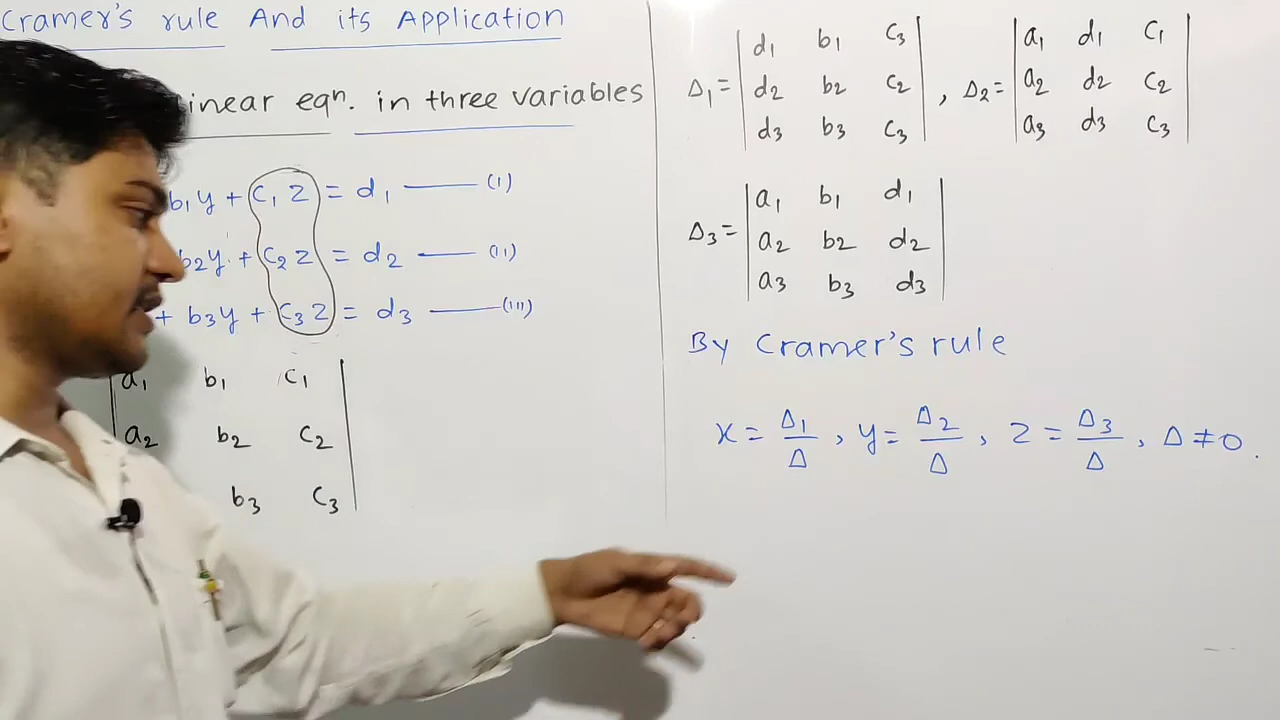 Cramer's rule And its Application
linear eqⁿ. in three variables
b₁y + c₁z = d₁ —— (i)
b₂y + c₂z = d₂ —— (ii)
+ b₃y + c₃z = d₃ —— (iii)
a₁ b₁ c₁
a₂ b₂ c₂
b₃ c₃
Δ₁ = | d₁ b₁ c₃ | , Δ₂ = | a₁ d₁ c₁ |
| d₂ b₂ c₂ | | a₂ d₂ c₂ |
| d₃ b₃ c₃ | | a₃ d₃ c₃ |
Δ₃ = | a₁ b₁ d₁ |
| a₂ b₂ d₂ |
| a₃ b₃ d₃ |
By Cramer's rule
x = Δ₁/Δ , y = Δ₂/Δ , z = Δ₃/Δ , Δ ≠ 0 .